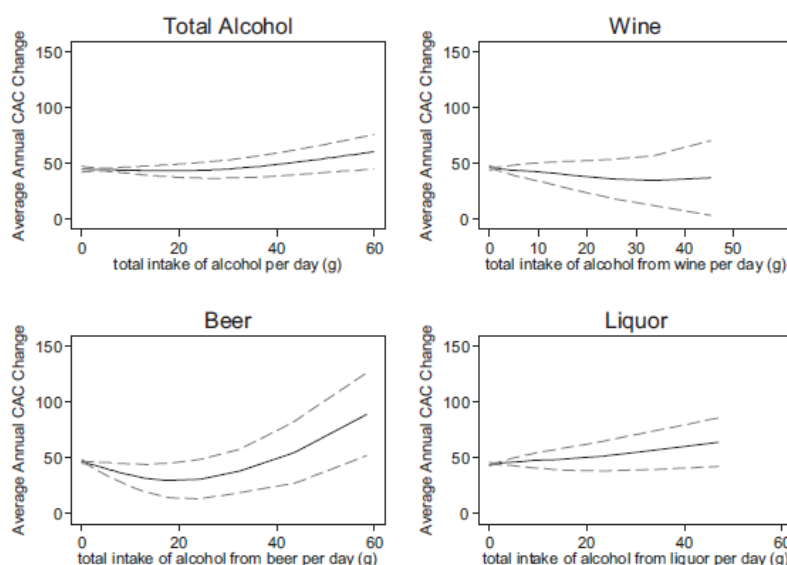 Total Alcohol
Average Annual CAC Change
150
100
50
0
0 20 40 60
total intake of alcohol per day (g)
Wine
Average Annual CAC Change
150
100
50
0
0 10 20 30 40 50
total intake of alcohol from wine per day (g)
Beer
Average Annual CAC Change
150
100
50
0
0 20 40 60
total intake of alcohol from beer per day (g)
Liquor
Average Annual CAC Change
150
100
50
0
0 20 40 60
total intake of alcohol from liquor per day (g)